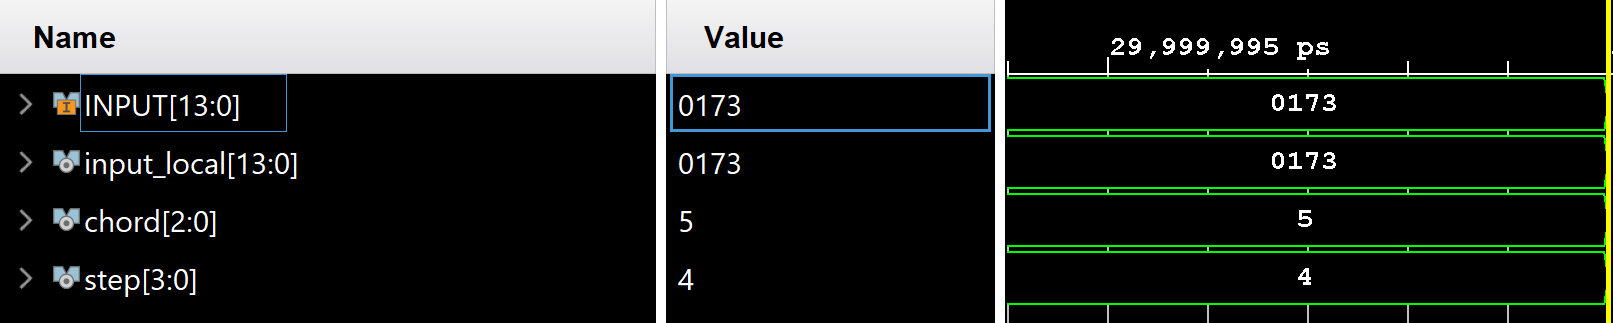 Name Value
29,999,995 ps
INPUT[13:0] 0173 0173
input_local[13:0] 0173 0173
chord[2:0] 5 5
step[3:0] 4 4